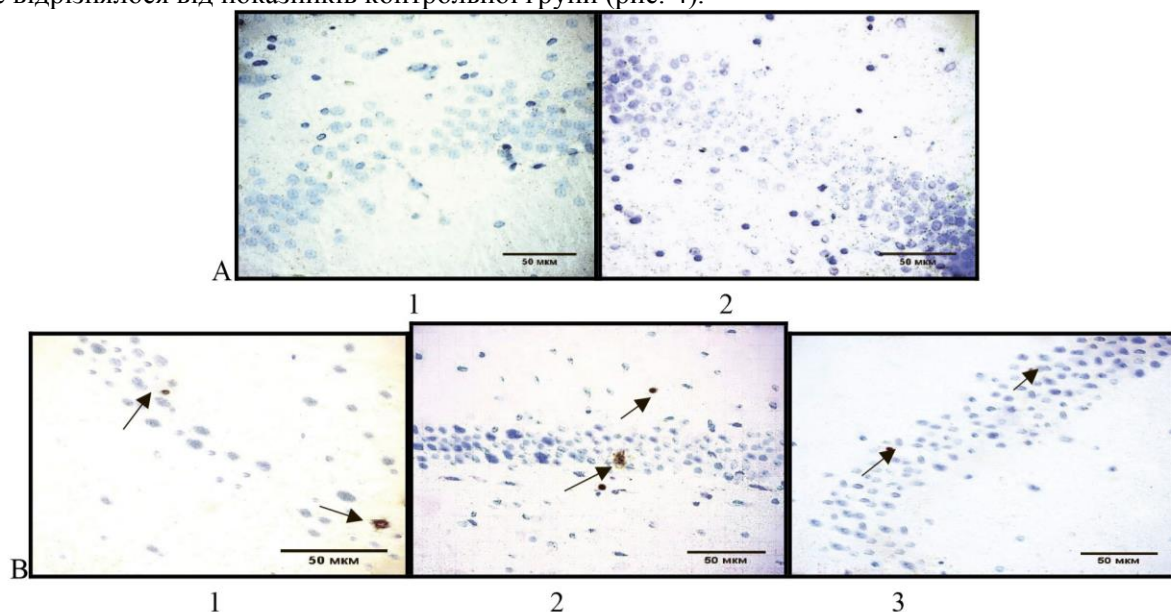 відрізнялося від показників контрольної групи (рис. 4).
50 мкм 50 мкм
А
1 2
50 мкм 50 мкм 50 мкм
В
1 2 3